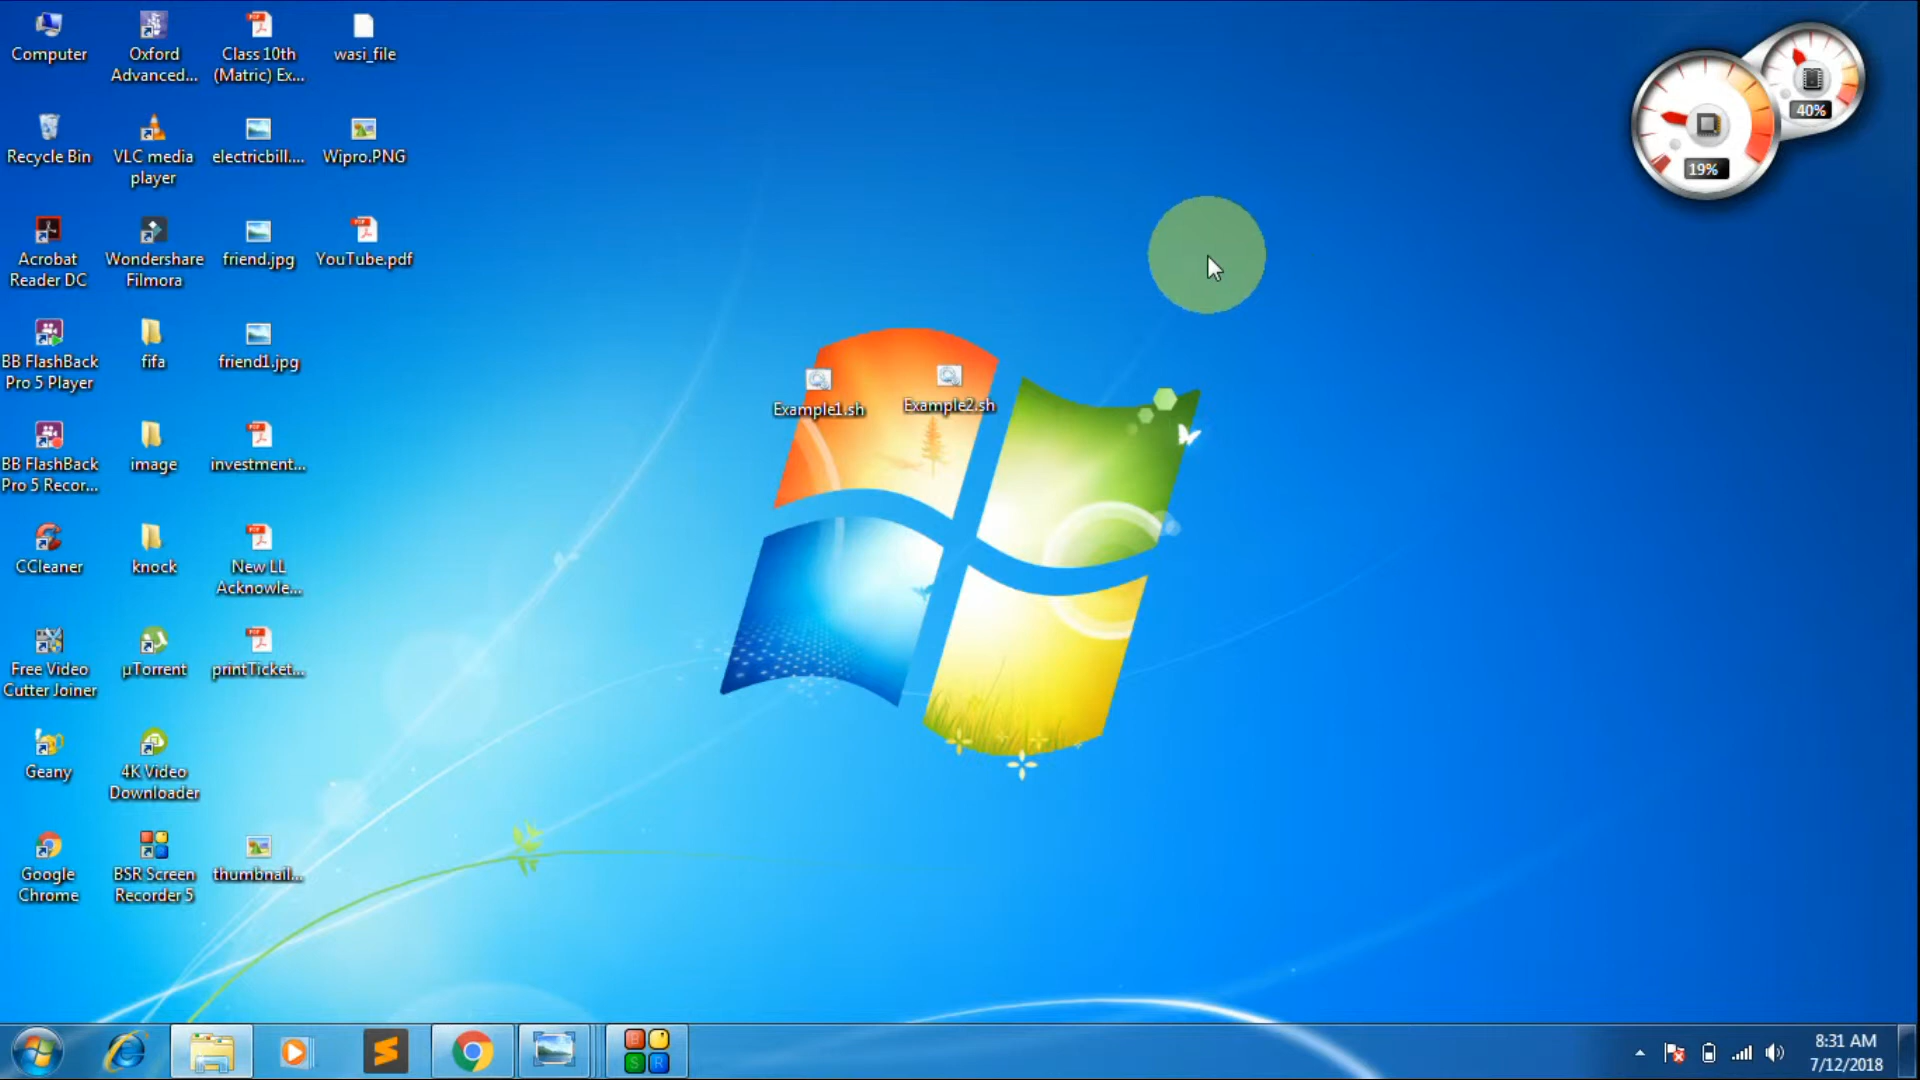 Computer
Oxford
Advanced...
Class 10th
(Matric) Ex...
wasi_file
40%
19%
Recycle Bin
VLC media
player
electricbill....
Wipro.PNG
Acrobat
Reader DC
Wondershare
Filmora
friend.jpg
YouTube.pdf
BB FlashBack
Pro 5 Player
fifa
friend1.jpg
Example1.sh
Example2.sh
BB FlashBack
Pro 5 Recor...
image
investment...
CCleaner
knock
New LL
Acknowle...
Free Video
Cutter Joiner
µTorrent
printTicket...
Geany
4K Video
Downloader
Google
Chrome
BSR Screen
Recorder 5
thumbnail...
B
S R
8:31 AM
7/12/2018